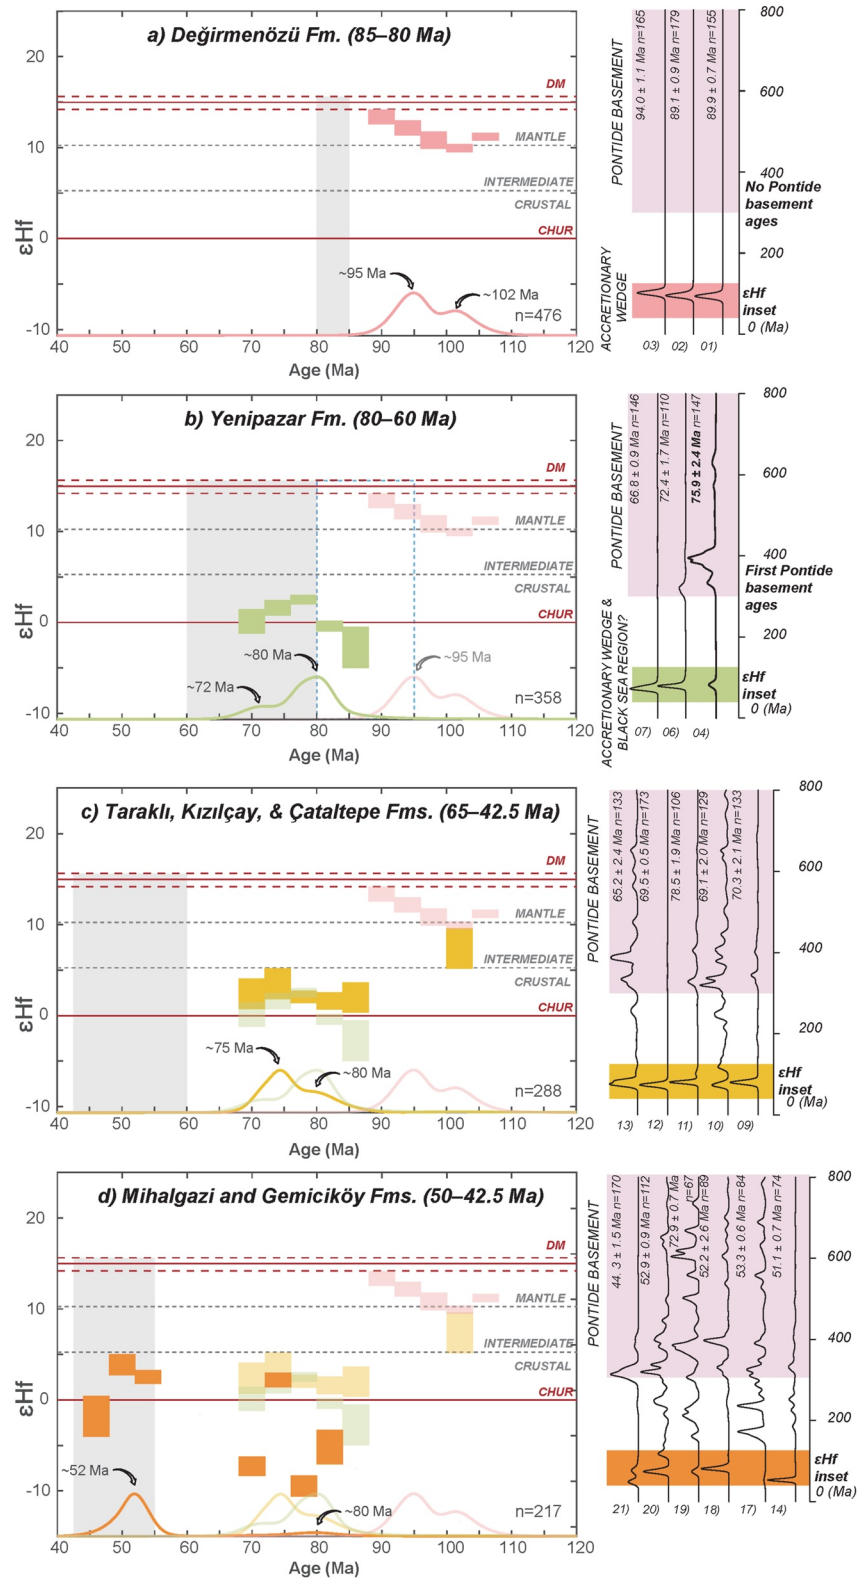 a) Değirmenözü Fm. (85–80 Ma)
20
10
0
-10
εHf
DM
MANTLE
INTERMEDIATE
CRUSTAL
CHUR
~95 Ma
~102 Ma
n=476
40 50 60 70 80 90 100 110 120
Age (Ma)
PONTIDE BASEMENT
ACCRETIONARY
WEDGE
94.0 ± 1.1 Ma n=165
89.1 ± 0.9 Ma n=179
89.9 ± 0.7 Ma n=155
800
600
400
No Pontide
basement
ages
200
εHf
inset
0 (Ma)
03) 02) 01)
b) Yenipazar Fm. (80–60 Ma)
20
10
0
-10
εHf
DM
MANTLE
INTERMEDIATE
CRUSTAL
CHUR
~80 Ma
~95 Ma
~72 Ma
n=358
40 50 60 70 80 90 100 110 120
Age (Ma)
PONTIDE BASEMENT
ACCRETIONARY WEDGE &
BLACK SEA REGION?
66.8 ± 0.9 Ma n=146
72.4 ± 1.7 Ma n=110
75.9 ± 2.4 Ma n=147
800
600
400
First Pontide
basement
ages
200
εHf
inset
0 (Ma)
07) 06) 04)
c) Taraklı, Kızılçay, & Çataltepe Fms. (65–42.5 Ma)
20
10
0
-10
εHf
DM
MANTLE
INTERMEDIATE
CRUSTAL
CHUR
~75 Ma
~80 Ma
n=288
40 50 60 70 80 90 100 110 120
Age (Ma)
PONTIDE BASEMENT
65.2 ± 2.4 Ma n=133
69.5 ± 0.5 Ma n=173
78.5 ± 1.9 Ma n=106
69.1 ± 2.0 Ma n=129
70.3 ± 2.1 Ma n=133
800
600
400
200
εHf
inset
0 (Ma)
13) 12) 11) 10) 09)
d) Mihalgazi and Gemiciköy Fms. (50–42.5 Ma)
20
10
0
-10
εHf
DM
MANTLE
INTERMEDIATE
CRUSTAL
CHUR
~52 Ma
~80 Ma
n=217
40 50 60 70 80 90 100 110 120
Age (Ma)
PONTIDE BASEMENT
44.3 ± 1.5 Ma n=170
52.9 ± 0.9 Ma n=112
72.9 ± 0.7 Ma
n=67
52.2 ± 2.6 Ma n=89
53.3 ± 0.6 Ma n=84
51.1 ± 0.7 Ma n=74
800
600
400
200
εHf
inset
0 (Ma)
21) 20) 19) 18) 17) 14)